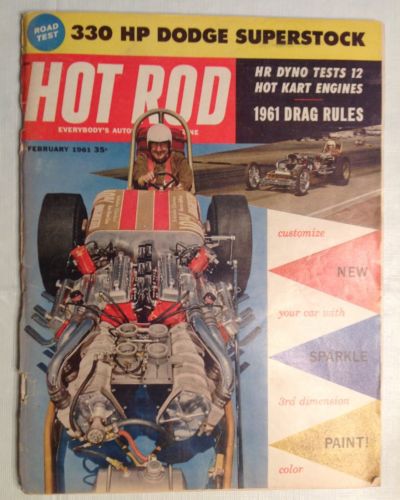 ROAD
TEST
330 HP DODGE SUPERSTOCK
HOT ROD
HR DYNO TESTS 12
HOT KART ENGINES
1961 DRAG RULES
EVERYBODY'S
FEBRUARY 1961 35¢
customize
NEW
your car with
SPARKLE
3rd dimension
PAINT!
color